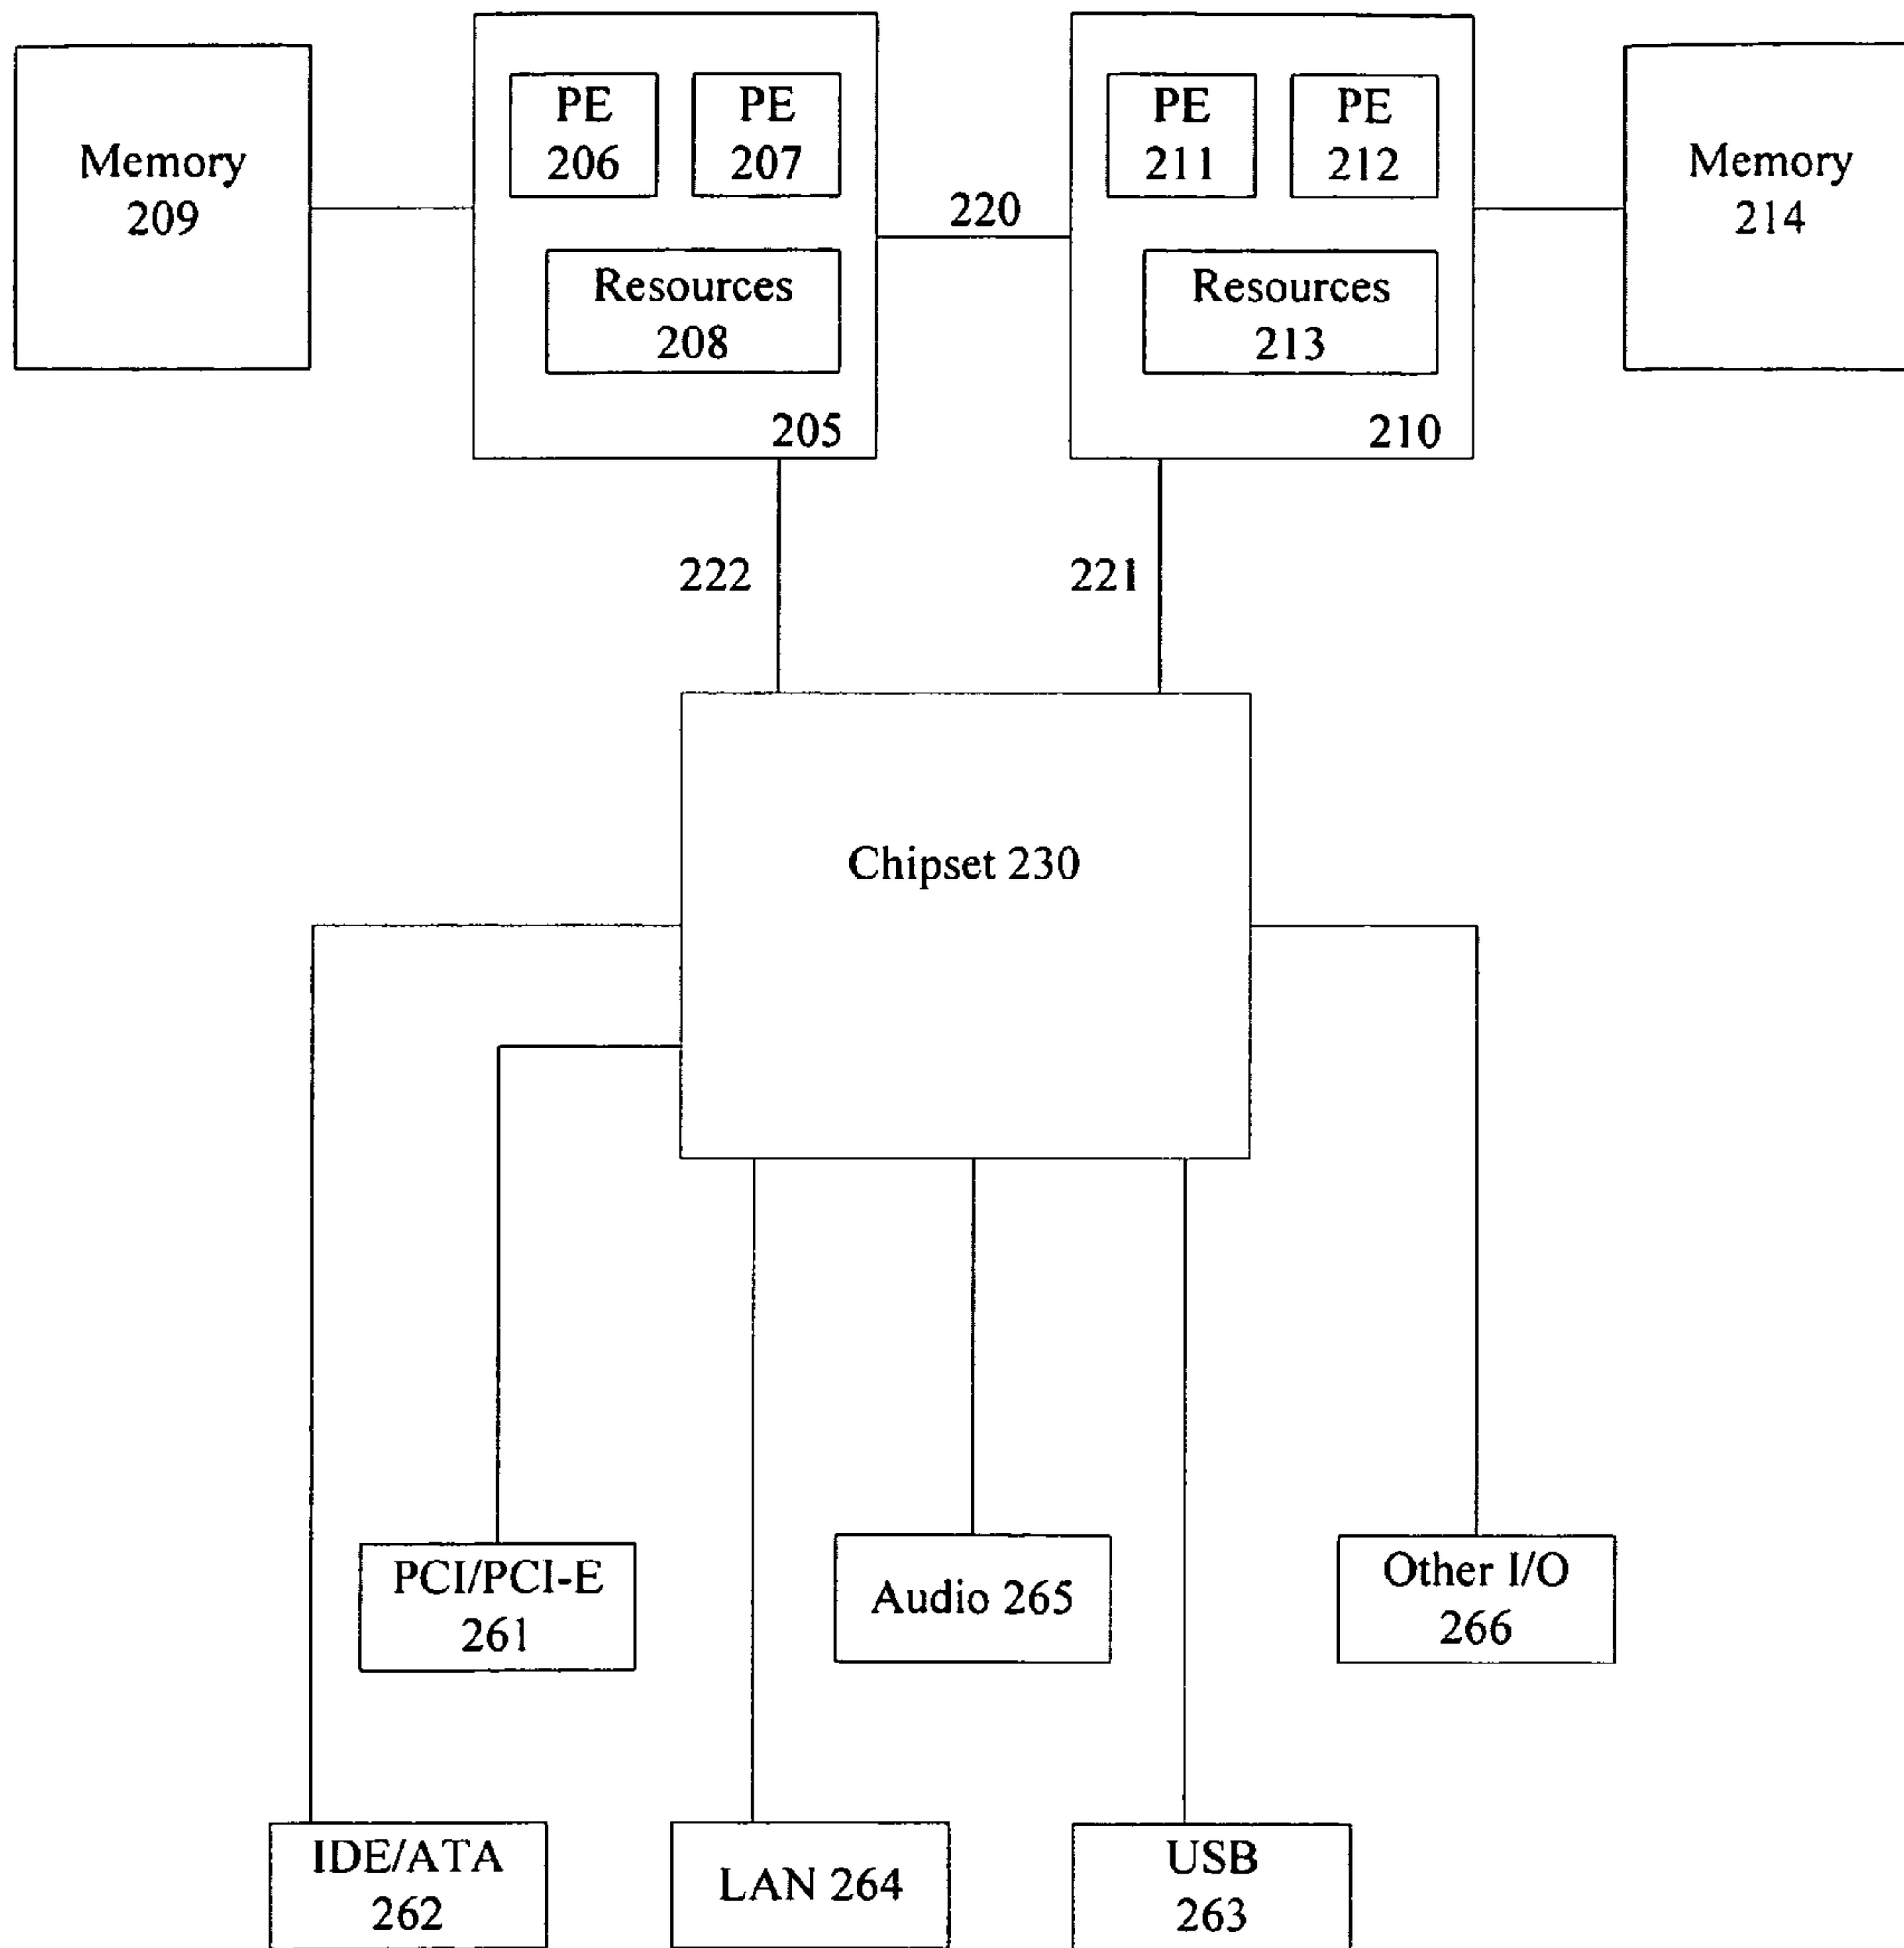 Memory
209
PE
206
PE
207
Resources
208
205
220
PE
211
PE
212
Resources
213
210
Memory
214
222
221
Chipset 230
PCI/PCI-E
261
Audio 265
Other I/O
266
IDE/ATA
262
LAN 264
USB
263